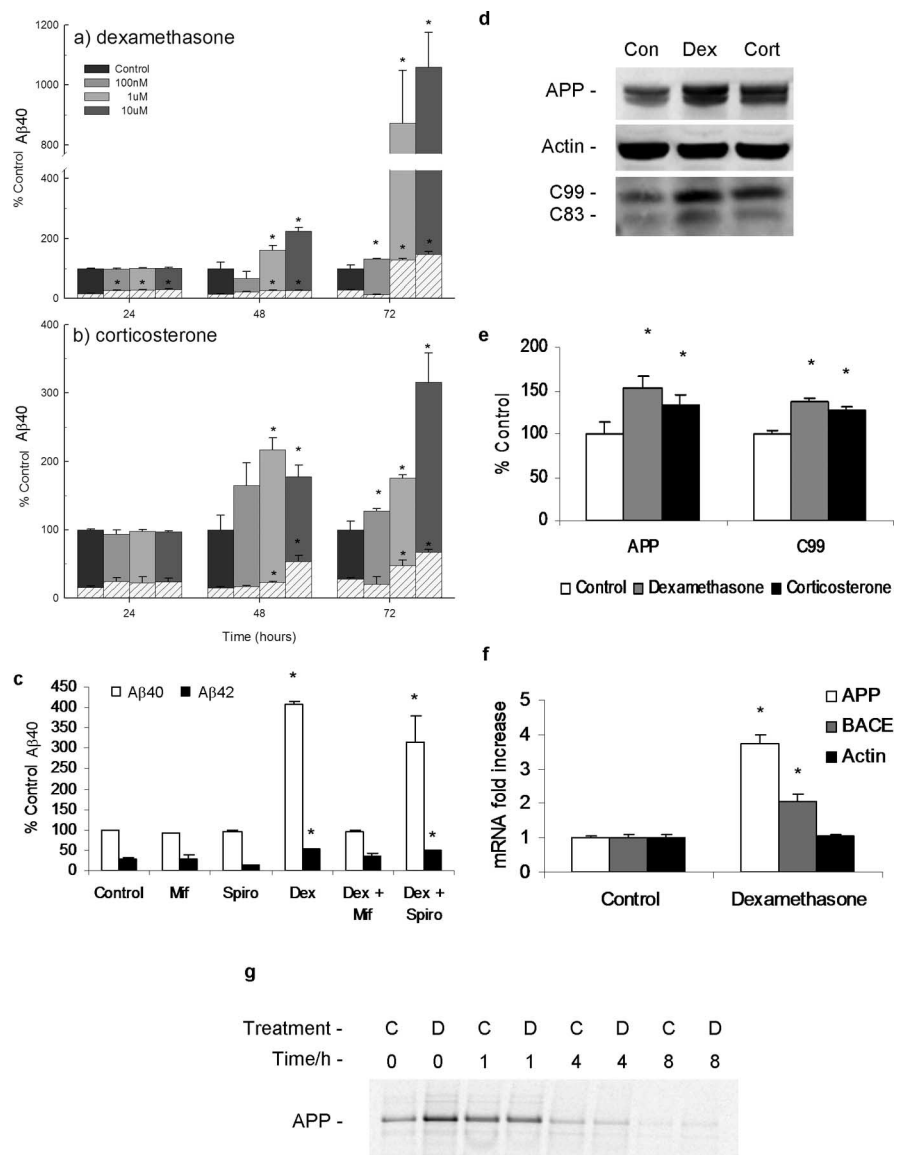 a) dexamethasone
Control
100nM
1uM
10uM
% Control Aβ40
1200
1000
800
400
200
100
0
24 48 72
b) corticosterone
% Control Aβ40
400
300
200
100
0
24 48 72
Time (hours)
c
Aβ40 Aβ42
% Control Aβ40
450
400
350
300
250
200
150
100
50
0
Control Mif Spiro Dex Dex + Mif Dex + Spiro
d
Con Dex Cort
APP -
Actin -
C99 -
C83 -
e
% Control
200
150
100
50
0
APP C99
Control Dexamethasone Corticosterone
f
mRNA fold increase
5
4
3
2
1
0
APP
BACE
Actin
Control Dexamethasone
g
Treatment - C D C D C D C D
Time/h - 0 0 1 1 4 4 8 8
APP -